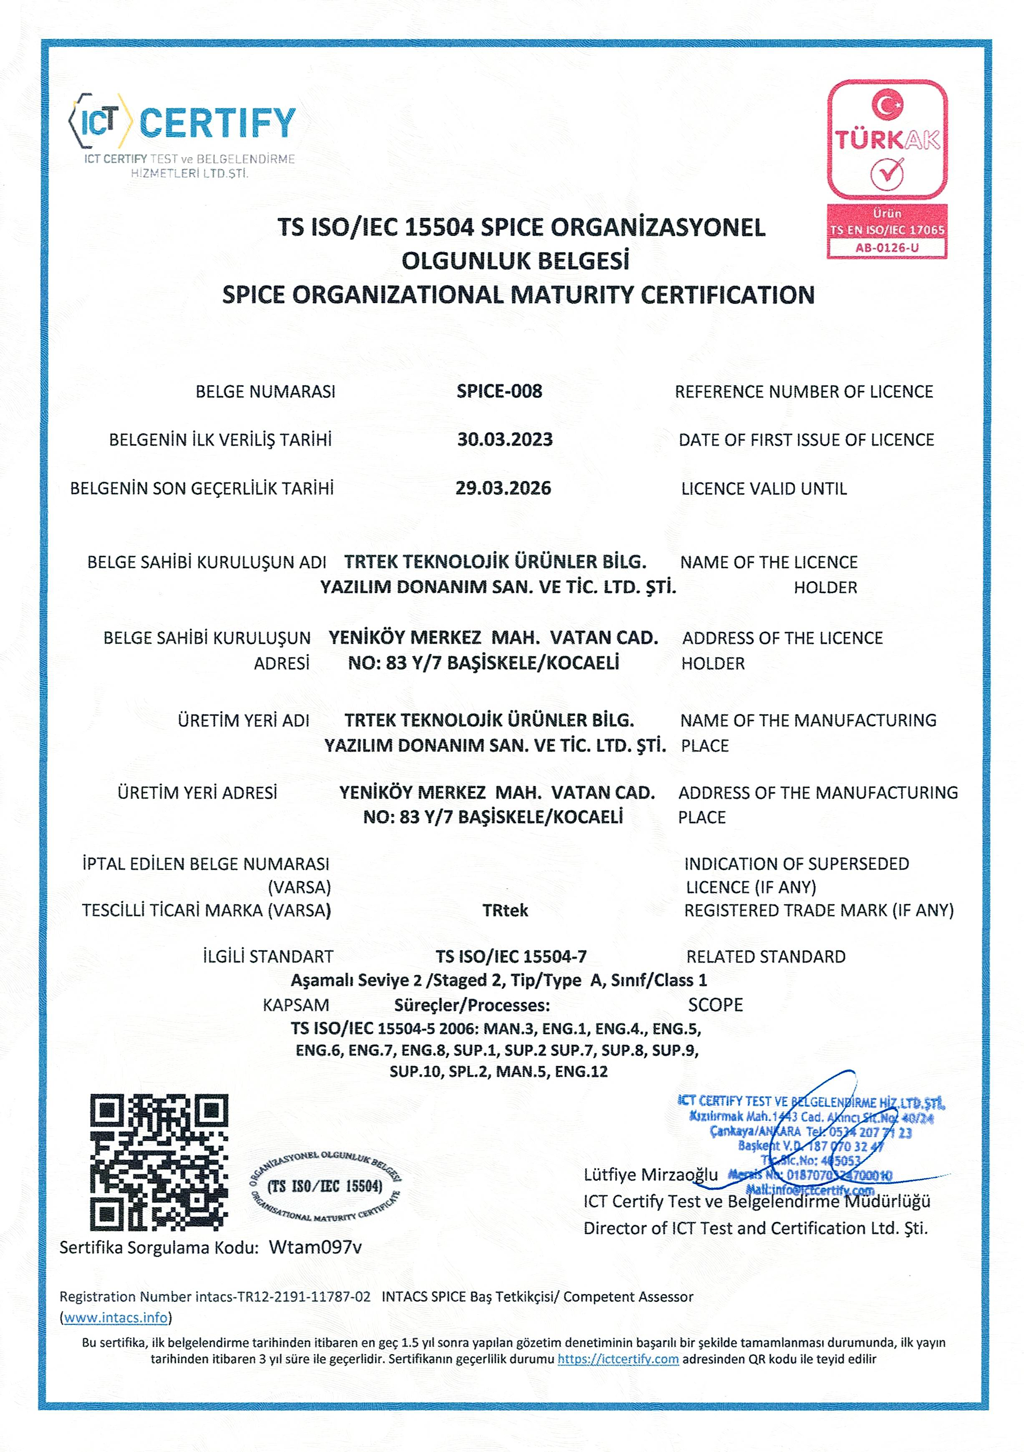 ICT CERTIFY
ICT CERTIFY TEST ve BELGELENDİRME
HİZMETLERİ LTD.ŞTİ.
TÜRKAK
Ürün
TS EN ISO/IEC 17065
AB-0126-U
TS ISO/IEC 15504 SPICE ORGANİZASYONEL
OLGUNLUK BELGESİ
SPICE ORGANIZATIONAL MATURITY CERTIFICATION
BELGE NUMARASI SPICE-008 REFERENCE NUMBER OF LICENCE
BELGENİN İLK VERİLİŞ TARİHİ 30.03.2023 DATE OF FIRST ISSUE OF LICENCE
BELGENİN SON GEÇERLİLİK TARİHİ 29.03.2026 LICENCE VALID UNTIL
BELGE SAHİBİ KURULUŞUN ADI TRTEK TEKNOLOJİK ÜRÜNLER BİLG. NAME OF THE LICENCE
YAZILIM DONANIM SAN. VE TİC. LTD. ŞTİ. HOLDER
BELGE SAHİBİ KURULUŞUN YENİKÖY MERKEZ MAH. VATAN CAD. ADDRESS OF THE LICENCE
ADRESİ NO: 83 Y/7 BAŞİSKELE/KOCAELİ HOLDER
ÜRETİM YERİ ADI TRTEK TEKNOLOJİK ÜRÜNLER BİLG. NAME OF THE MANUFACTURING
YAZILIM DONANIM SAN. VE TİC. LTD. ŞTİ. PLACE
ÜRETİM YERİ ADRESİ YENİKÖY MERKEZ MAH. VATAN CAD. ADDRESS OF THE MANUFACTURING
NO: 83 Y/7 BAŞİSKELE/KOCAELİ PLACE
İPTAL EDİLEN BELGE NUMARASI INDICATION OF SUPERSEDED
(VARSA) LICENCE (IF ANY)
TESCİLLİ TİCARİ MARKA (VARSA) TRtek REGISTERED TRADE MARK (IF ANY)
İLGİLİ STANDART TS ISO/IEC 15504-7 RELATED STANDARD
Aşamalı Seviye 2 /Staged 2, Tip/Type A, Sınıf/Class 1
KAPSAM Süreçler/Processes: SCOPE
TS ISO/IEC 15504-5 2006: MAN.3, ENG.1, ENG.4., ENG.5,
ENG.6, ENG.7, ENG.8, SUP.1, SUP.2 SUP.7, SUP.8, SUP.9,
SUP.10, SPL.2, MAN.5, ENG.12
ICT CERTIFY TEST VE BELGELENDİRME HİZ.LTD.ŞTİ.
Kızılırmak Mah.1443 Cad. Akıncı Sit.No: 40/24
Çankaya/ANKARA Tel: 0534 207 71 23
Başkent V.D. 187 070 32 47
Tic.Sic.No: 485053
Mersis No: 0187070324700010
Mail:info@ictcertify.com
ORGANİZASYONEL OLGUNLUK BELGESİ
(TS ISO/IEC 15504)
ORGANISATIONAL MATURITY CERTIFICATE
Lütfiye Mirzaoğlu
ICT Certify Test ve Belgelendirme Müdürlüğü
Director of ICT Test and Certification Ltd. Şti.
Sertifika Sorgulama Kodu: Wtam097v
Registration Number intacs-TR12-2191-11787-02 INTACS SPICE Baş Tetkikçisi/ Competent Assessor
(www.intacs.info)
Bu sertifika, ilk belgelendirme tarihinden itibaren en geç 1.5 yıl sonra yapılan gözetim denetiminin başarılı bir şekilde tamamlanması durumunda, ilk yayın
tarihinden itibaren 3 yıl süre ile geçerlidir. Sertifikanın geçerlilik durumu https://ictcertify.com adresinden QR kodu ile teyid edilir